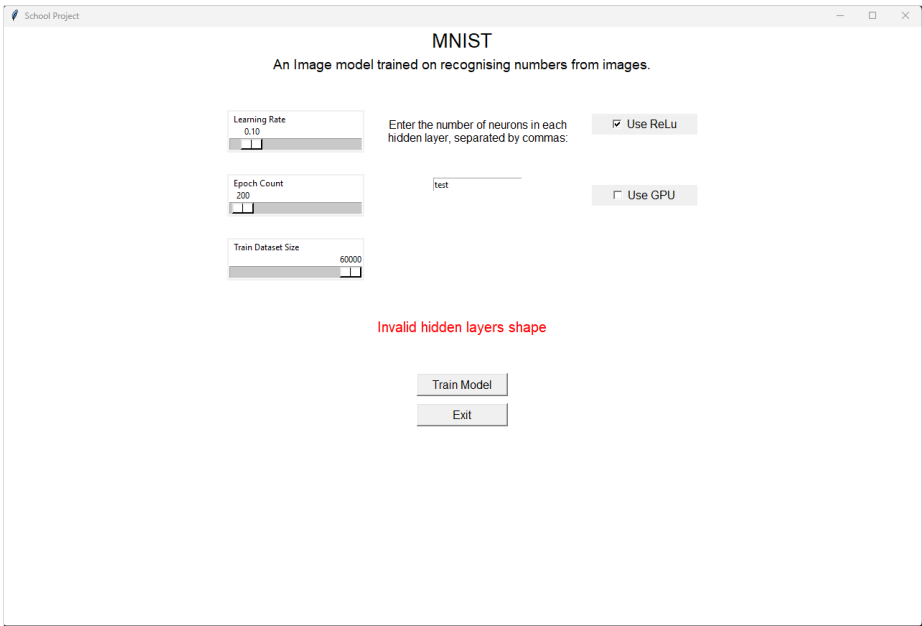 School Project
MNIST
An Image model trained on recognising numbers from images.
Learning Rate
0.10
Enter the number of neurons in each
hidden layer, separated by commas:
Use ReLu
Epoch Count
200
test
Use GPU
Train Dataset Size
60000
Invalid hidden layers shape
Train Model
Exit